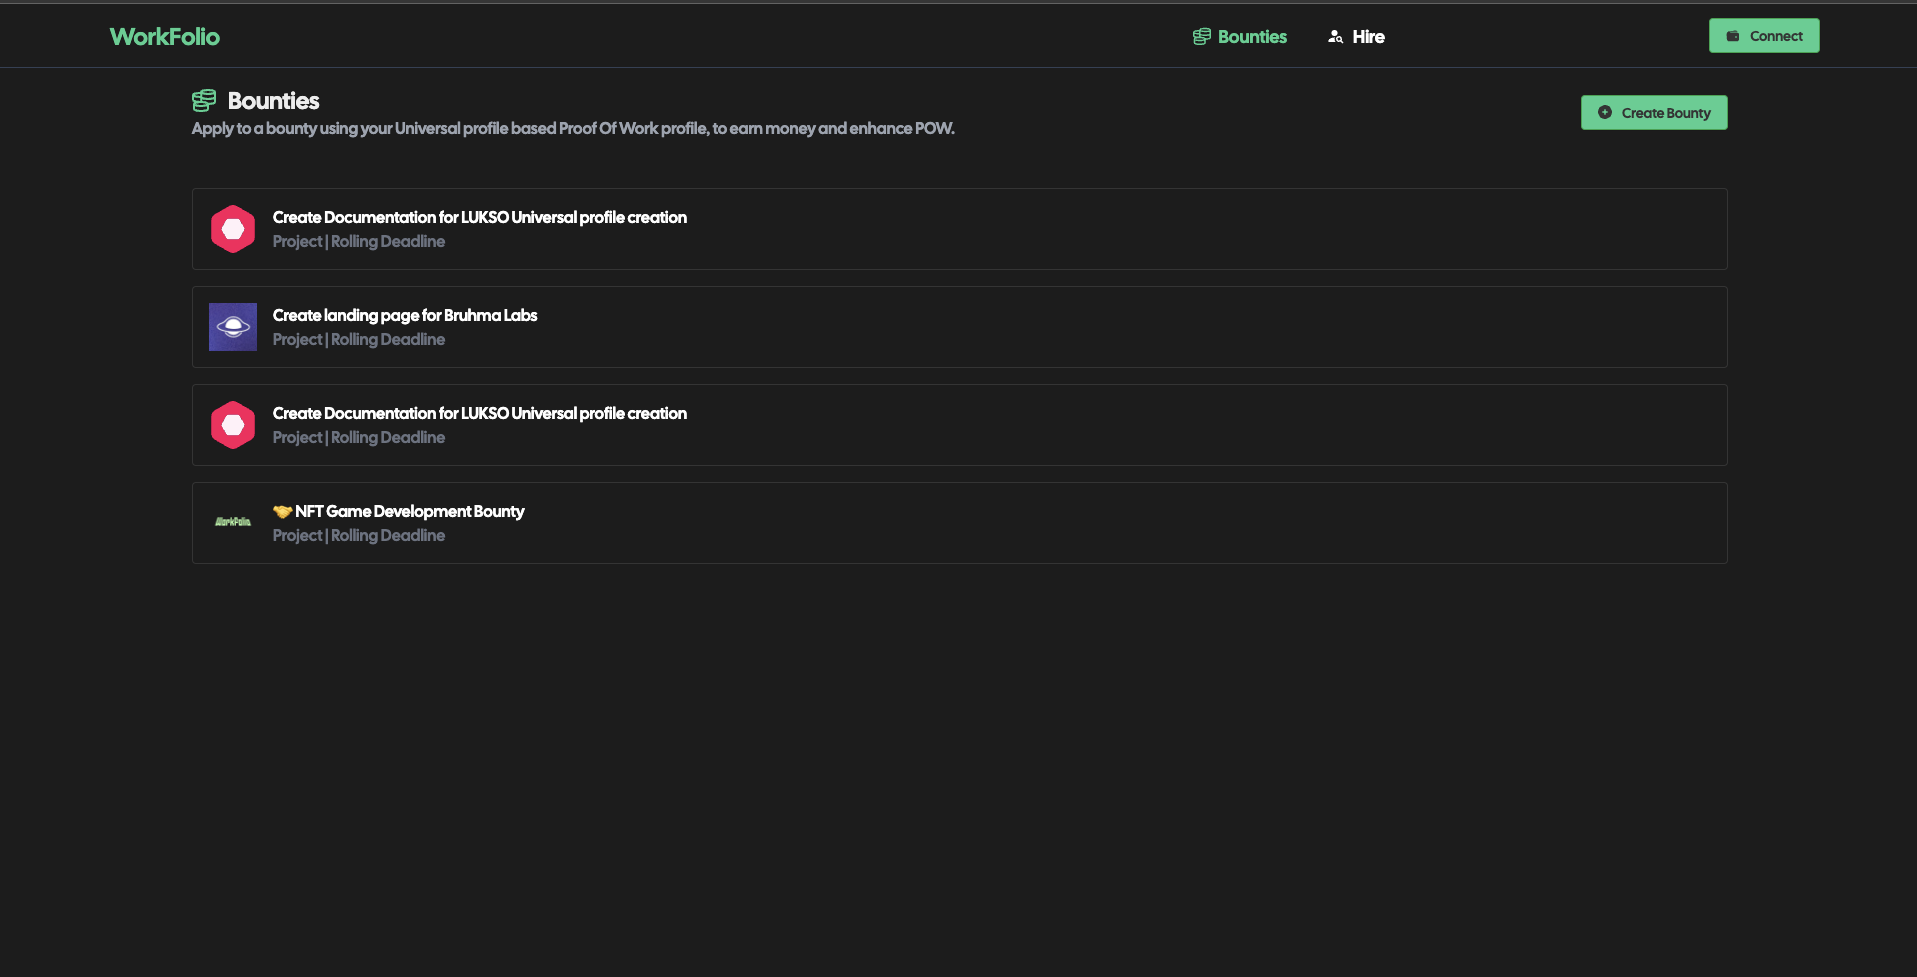 WorkFolio
Bounties
Hire
Connect
Bounties
Apply to a bounty using your Universal profile based Proof Of Work profile, to earn money and enhance POW.
Create Bounty
Create Documentation for LUKSO Universal profile creation
Project | Rolling Deadline
Create landing page for Bruhma Labs
Project | Rolling Deadline
Create Documentation for LUKSO Universal profile creation
Project | Rolling Deadline
WorkFolio
🤝 NFT Game Development Bounty
Project | Rolling Deadline